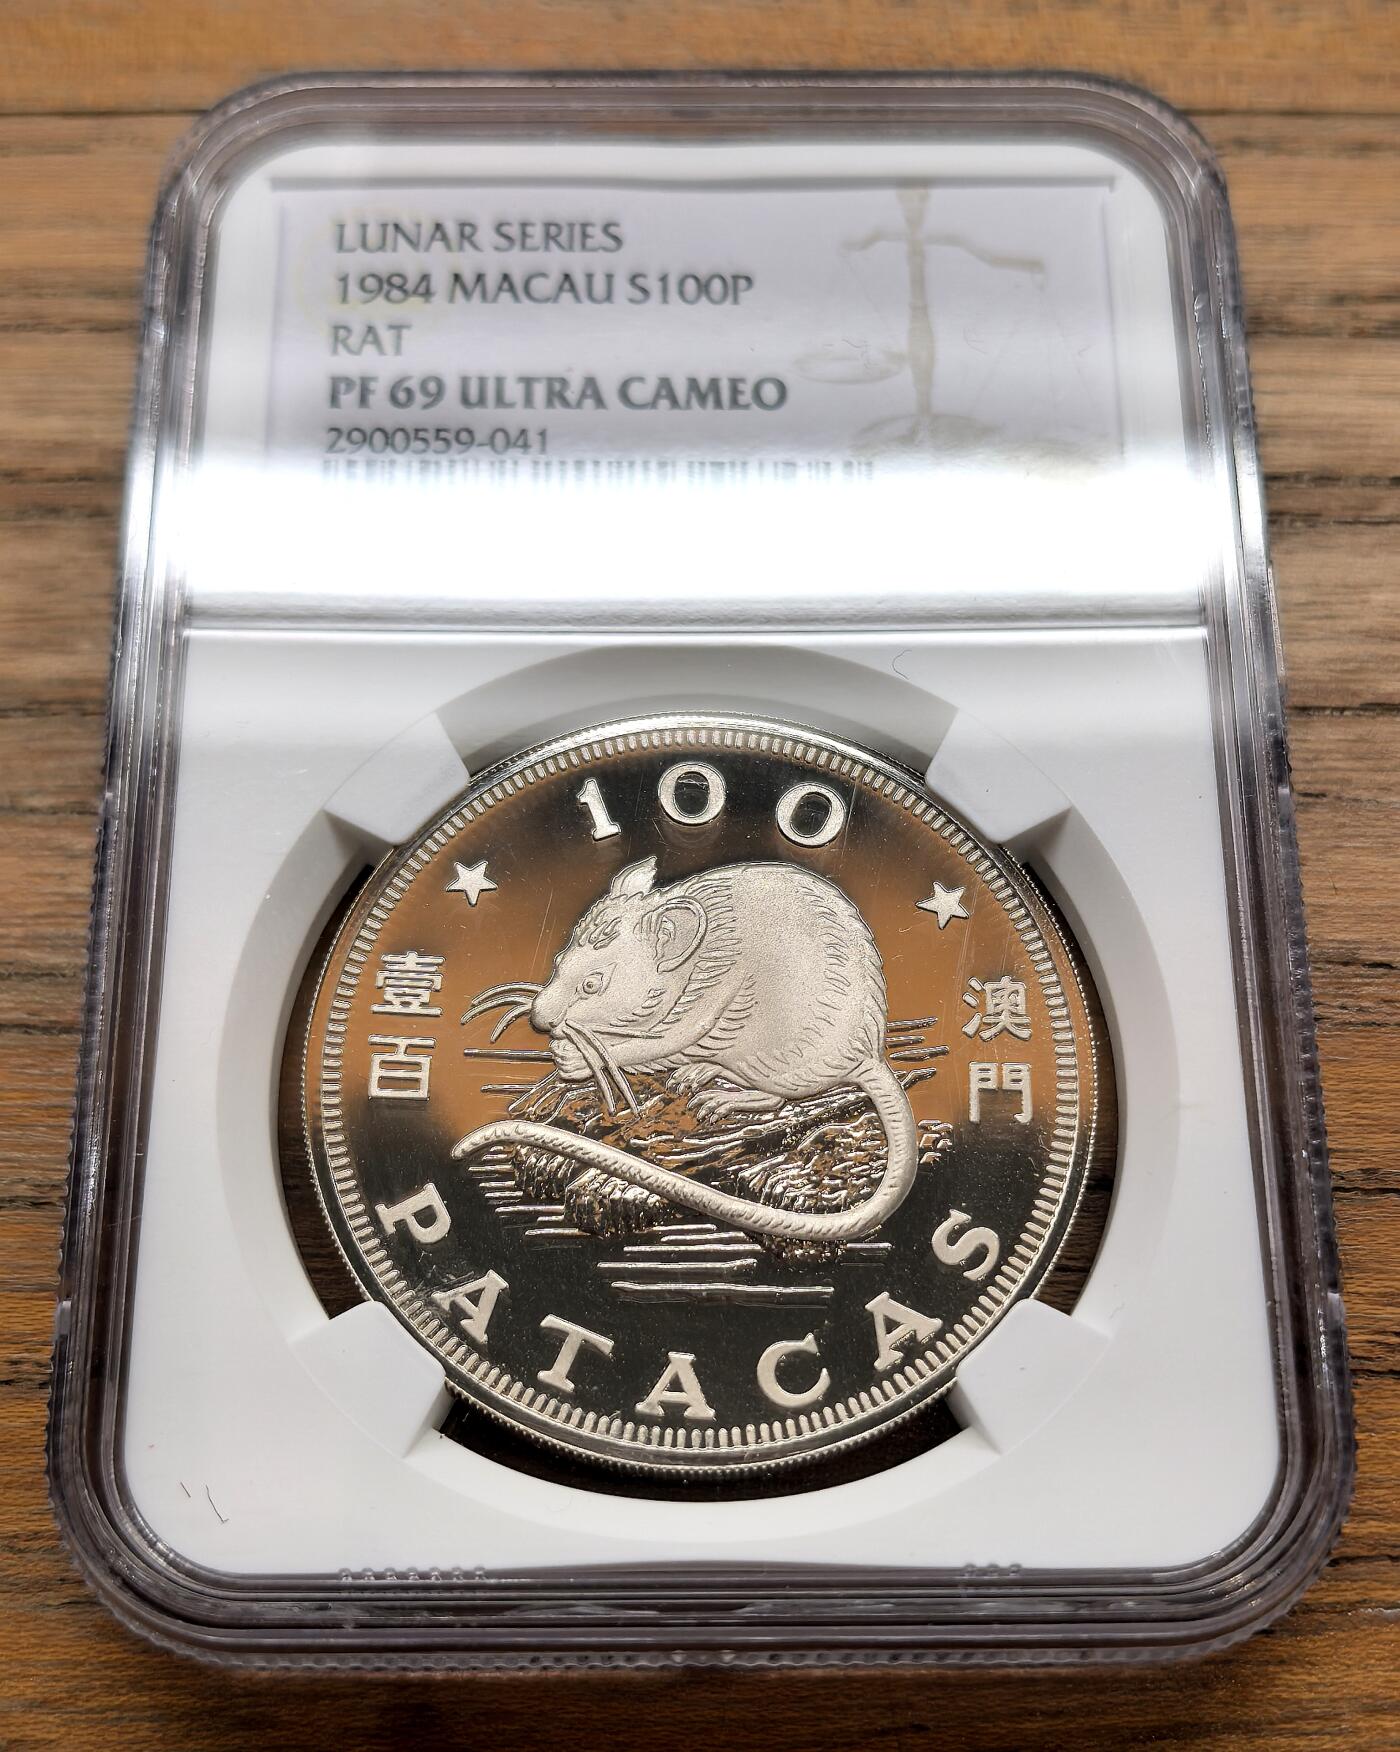 LUNAR SERIES
1984 MACAU S100P
RAT
PF 69 ULTRA CAMEO
2900559-041
100
壹百
澳門
PATACAS